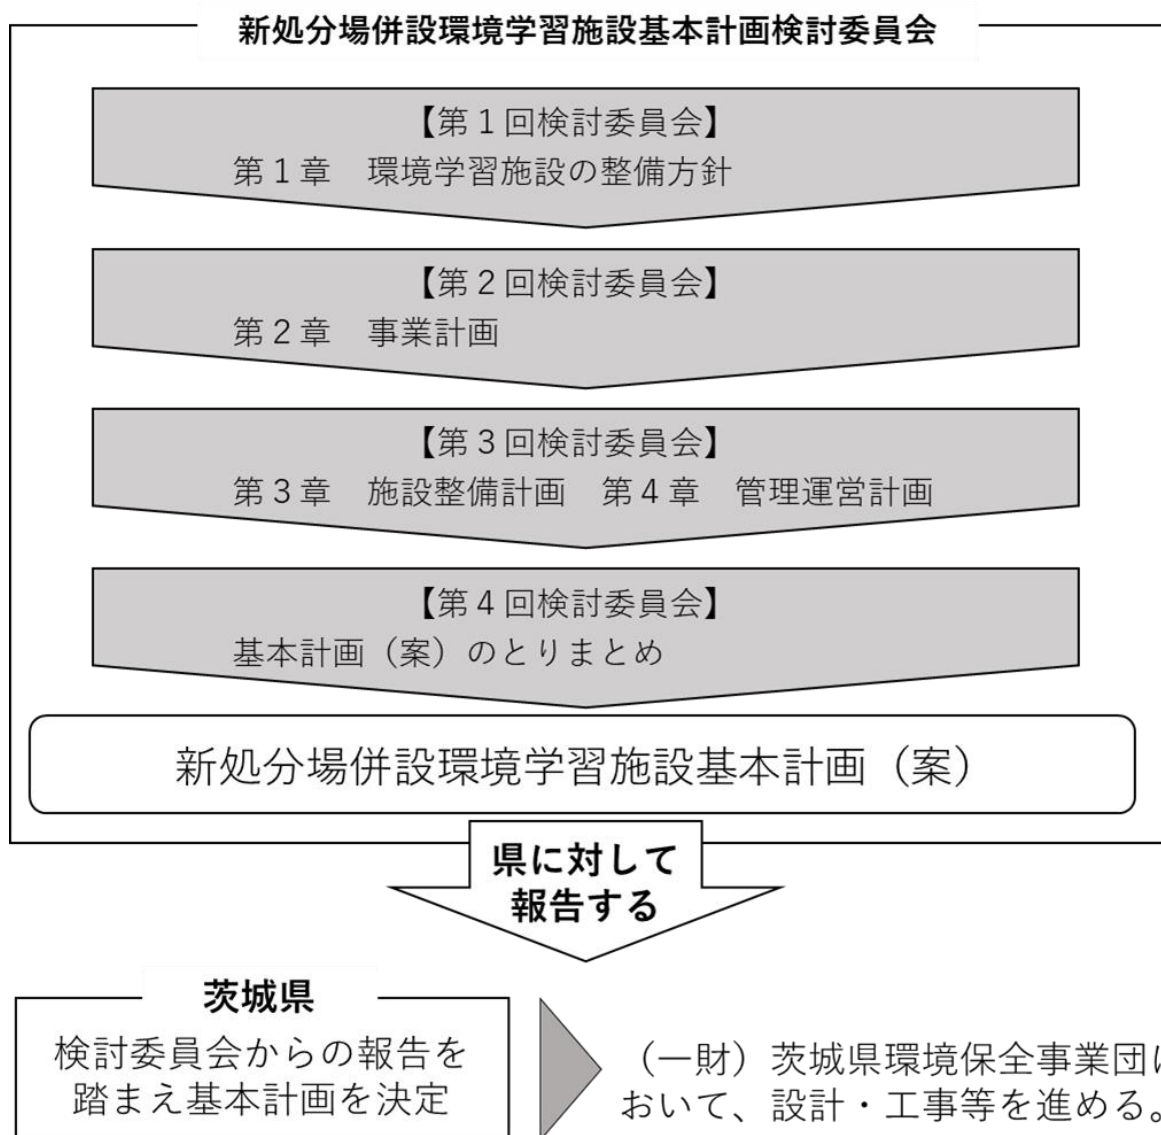 新処分場併設環境学習施設基本計画検討委員会
【第1回検討委員会】
第1章　環境学習施設の整備方針
【第2回検討委員会】
第2章　事業計画
【第3回検討委員会】
第3章　施設整備計画　第4章　管理運営計画
【第4回検討委員会】
基本計画（案）のとりまとめ
新処分場併設環境学習施設基本計画（案）
県に対して
報告する
茨城県
検討委員会からの報告を
踏まえ基本計画を決定
（一財）茨城県環境保全事業団に
おいて、設計・工事等を進める。